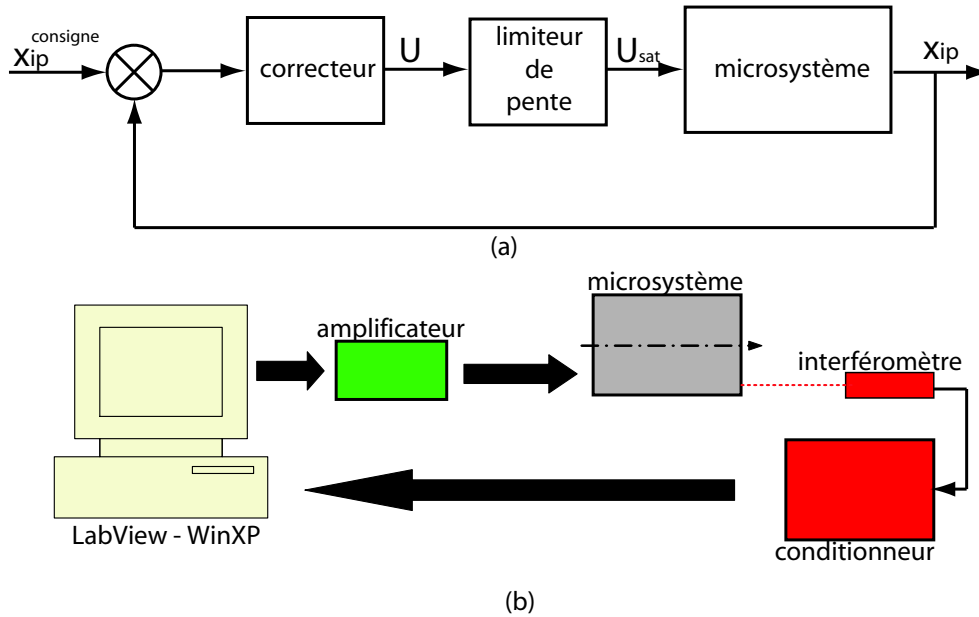 consigne
xip
correcteur
U
limiteur
de
pente
Usat
microsystème
xip
(a)
microsystème
amplificateur
interféromètre
LabView - WinXP
conditionneur
(b)